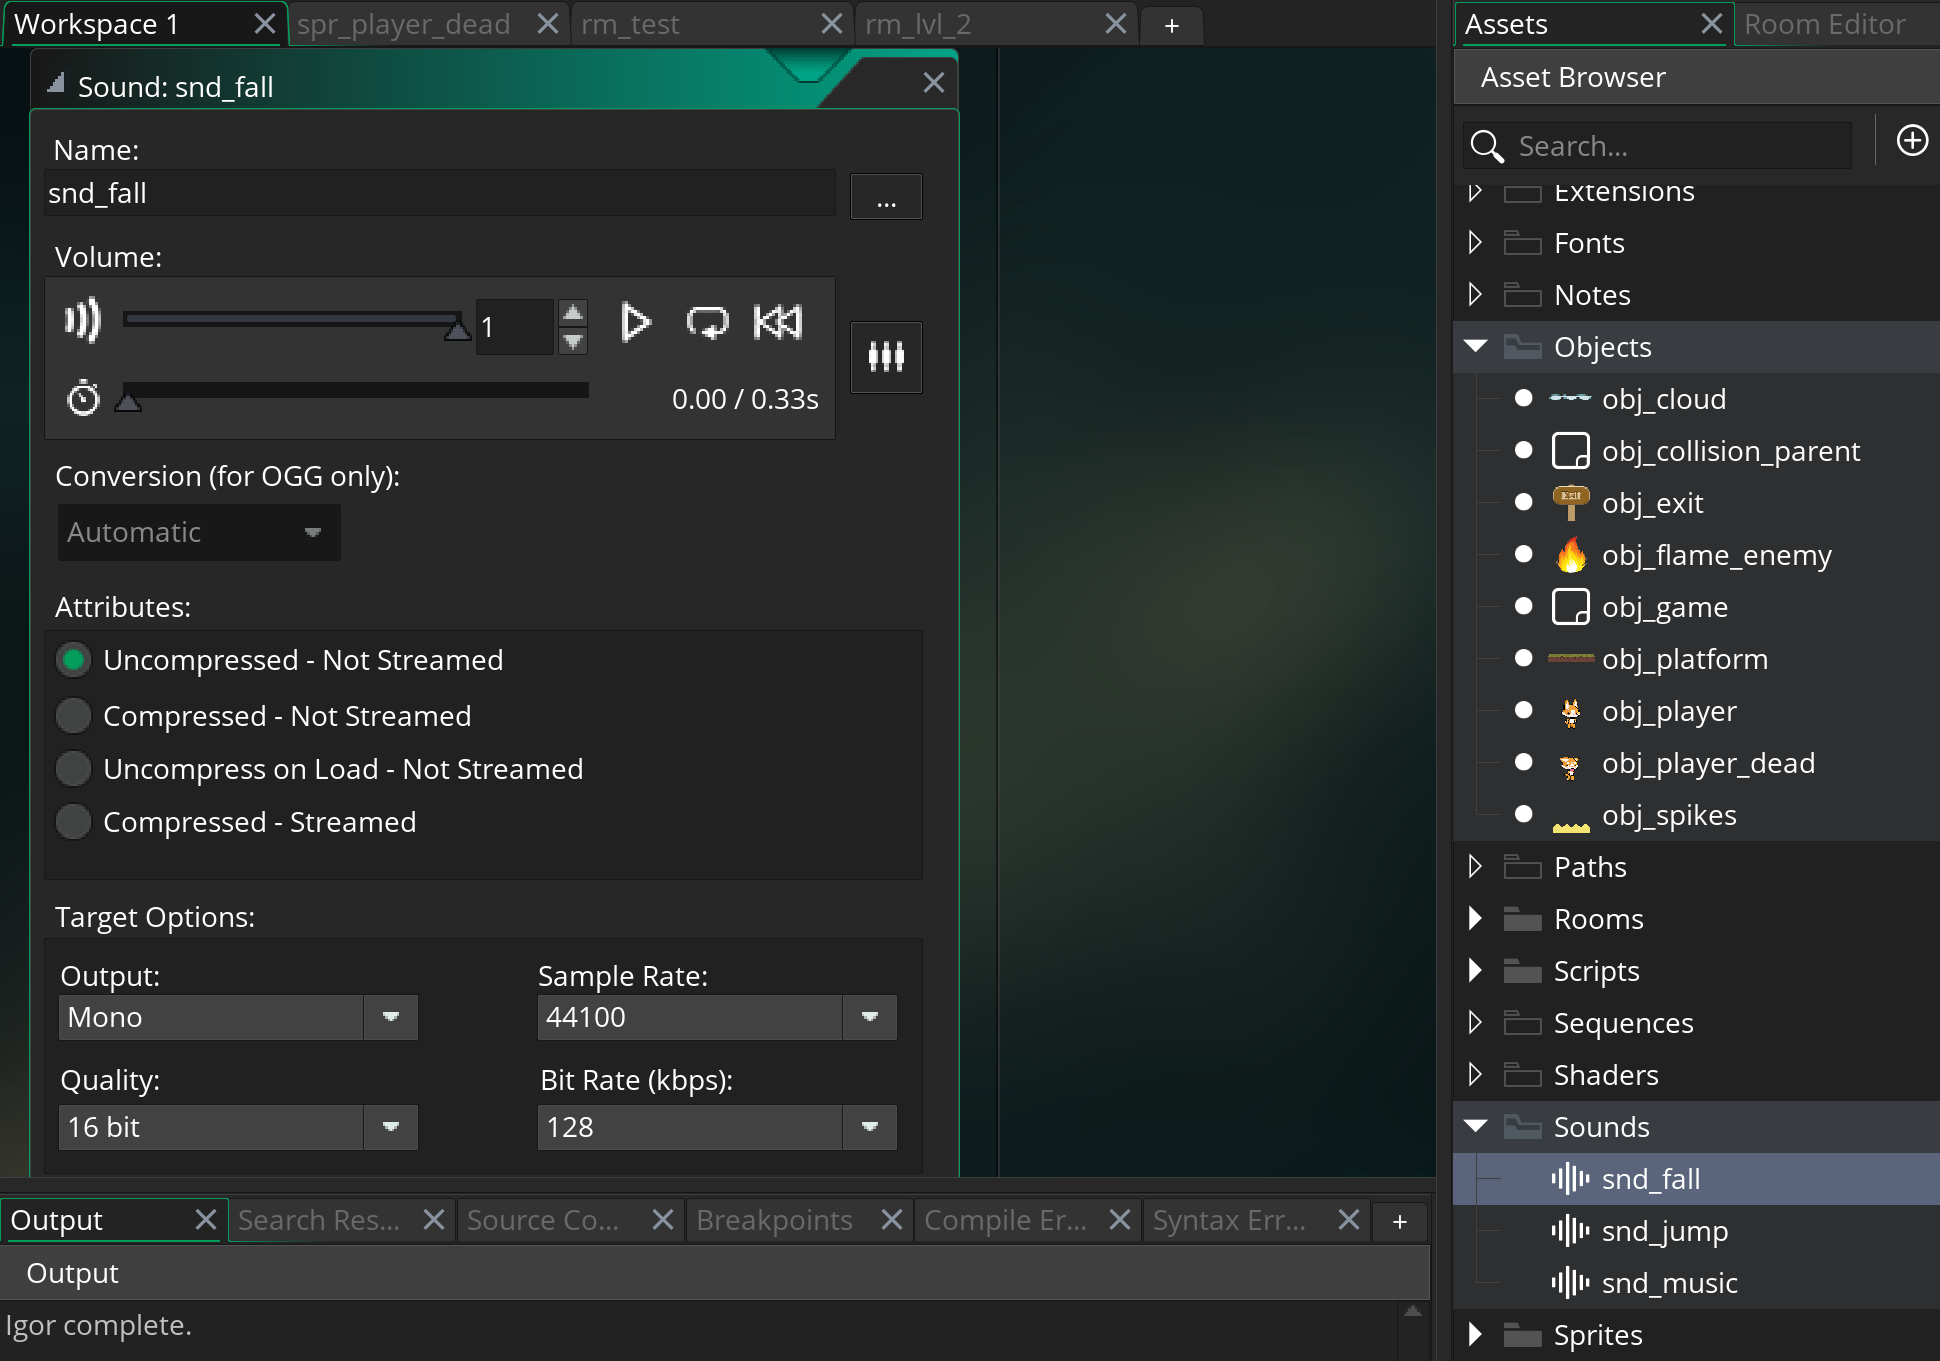 Workspace 1
spr_player_dead
rm_test
rm_lvl_2
+
Sound: snd_fall
Name:
snd_fall
...
Volume:
1
0.00 / 0.33s
Conversion (for OGG only):
Automatic
Attributes:
Uncompressed - Not Streamed
Compressed - Not Streamed
Uncompress on Load - Not Streamed
Compressed - Streamed
Target Options:
Output:
Mono
Sample Rate:
44100
Quality:
16 bit
Bit Rate (kbps):
128
Output
Search Res...
Source Co...
Breakpoints
Compile Er...
Syntax Err...
+
Output
Igor complete.
Assets
Room Editor
Asset Browser
Search...
Extensions
Fonts
Notes
Objects
obj_cloud
obj_collision_parent
Exit
obj_exit
obj_flame_enemy
obj_game
obj_platform
obj_player
obj_player_dead
obj_spikes
Paths
Rooms
Scripts
Sequences
Shaders
Sounds
snd_fall
snd_jump
snd_music
Sprites